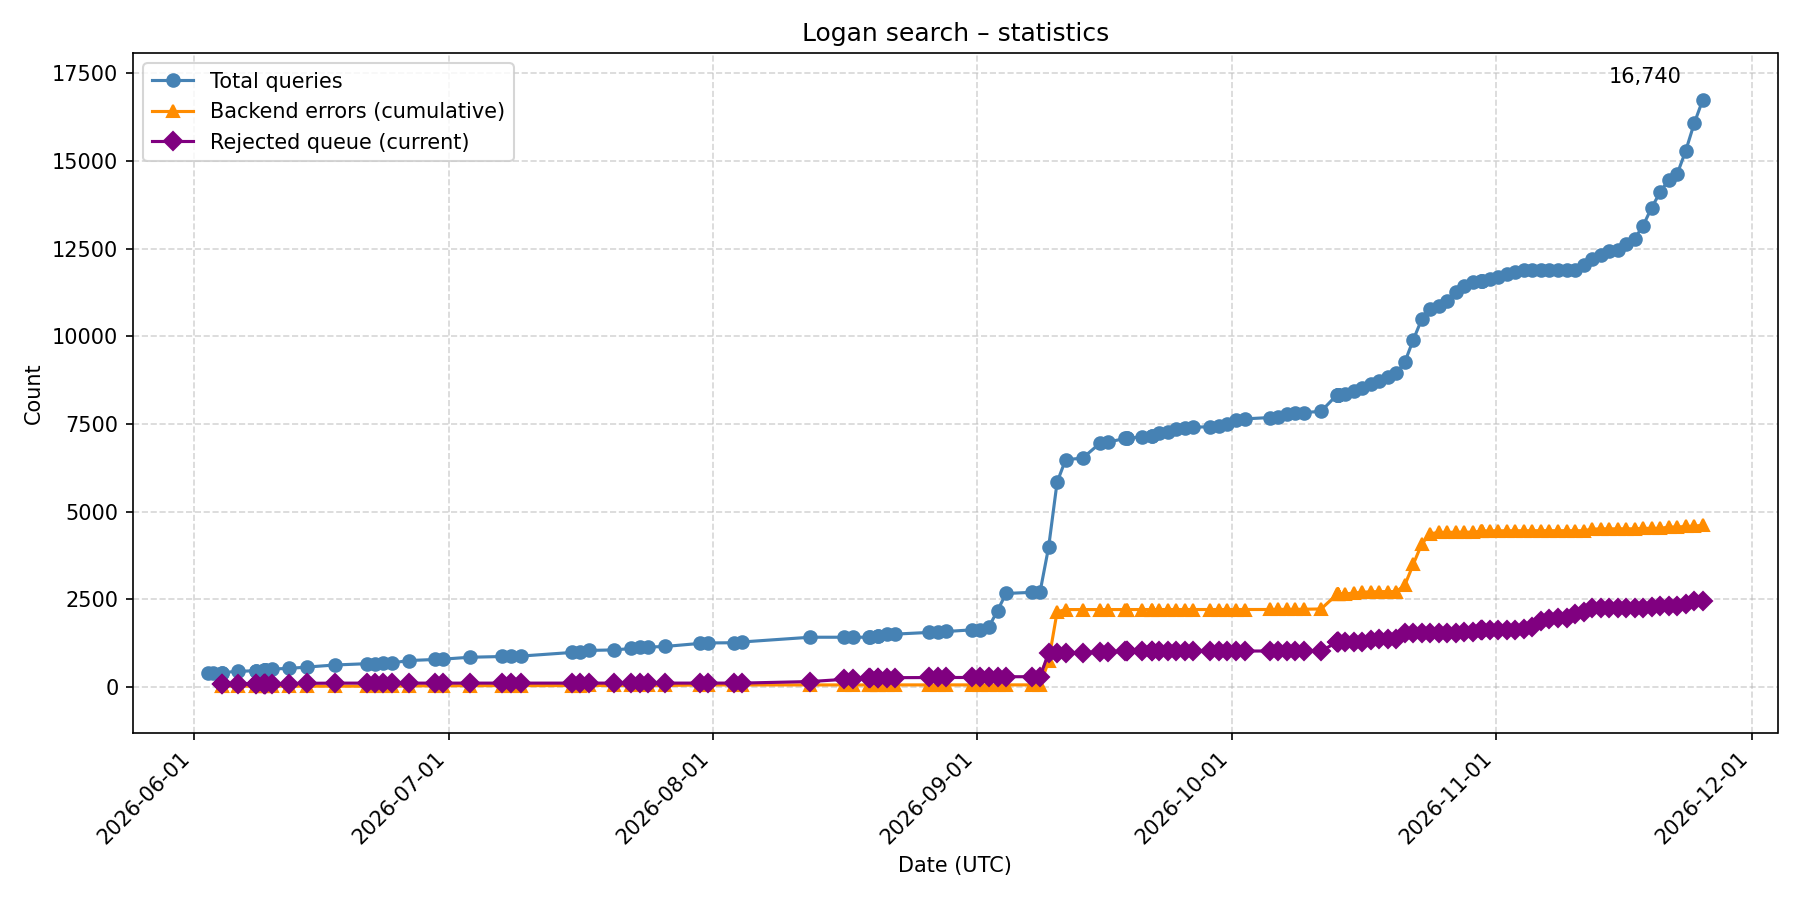 Logan search – statistics
17500
15000
12500
10000
7500
5000
2500
0
Count
Total queries
Backend errors (cumulative)
Rejected queue (current)
16,740
2026-06-01
2026-07-01
2026-08-01
2026-09-01
2026-10-01
2026-11-01
2026-12-01
Date (UTC)